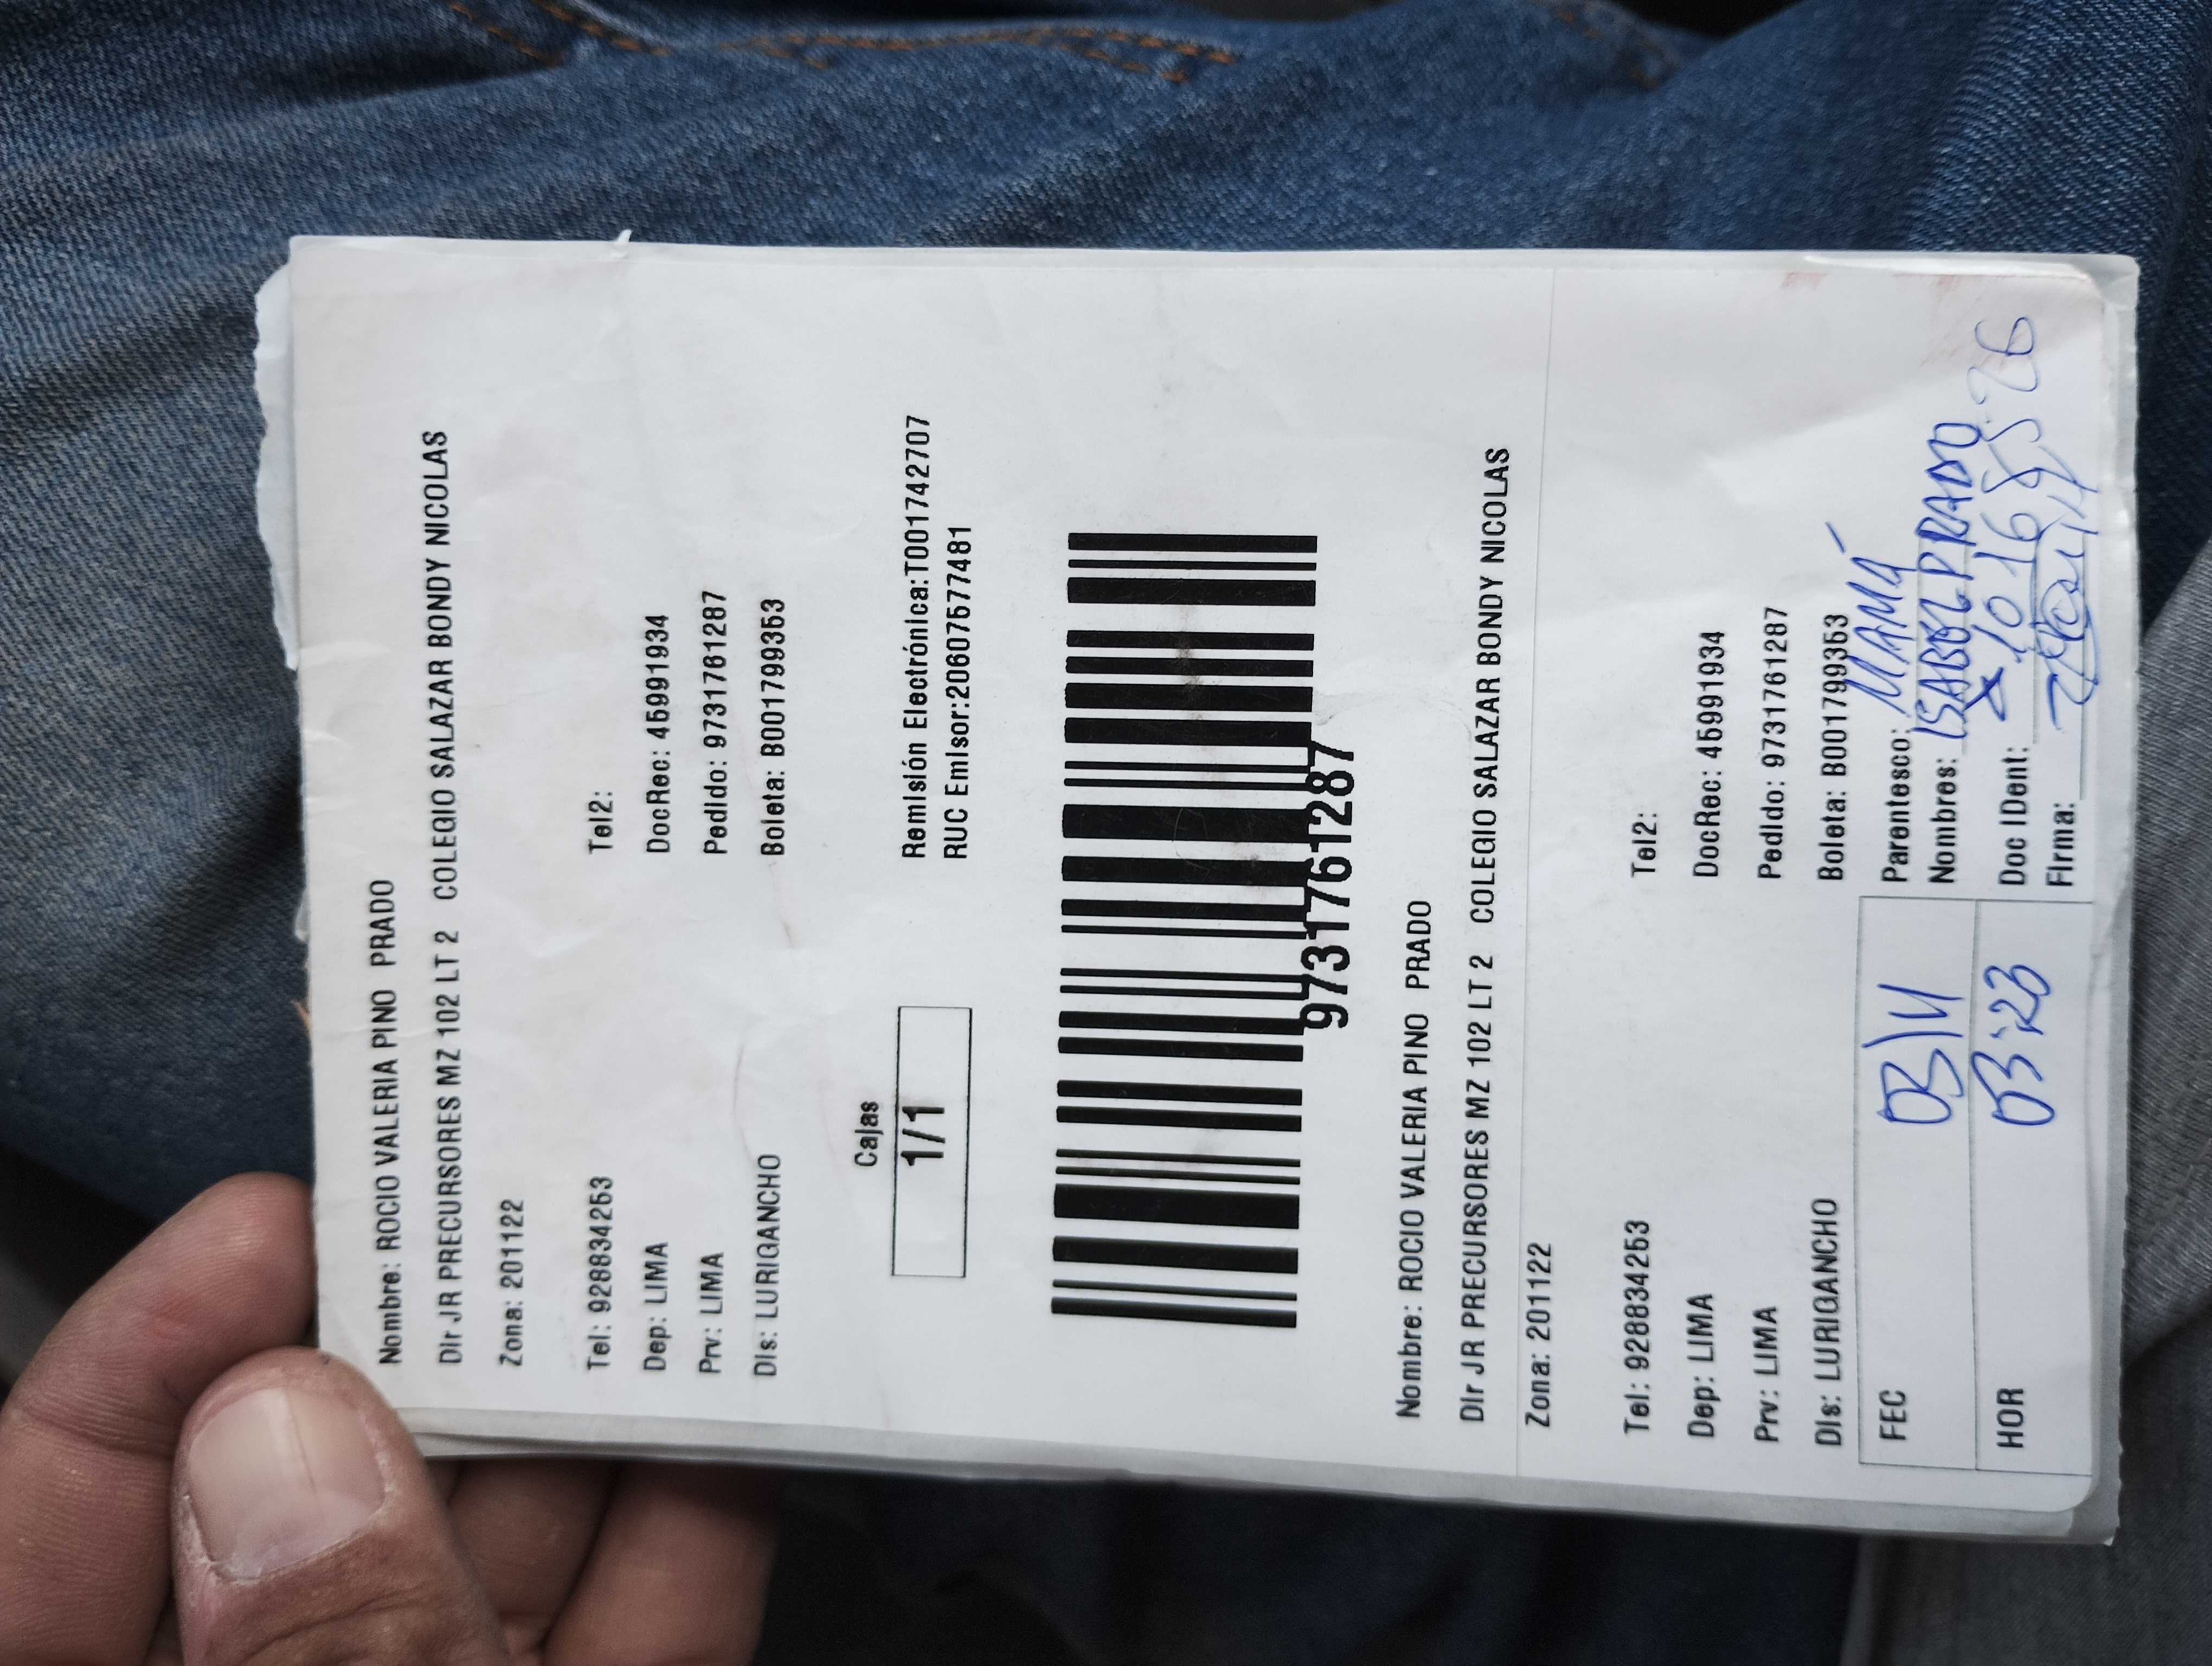 Nombre: ROCIO VALERIA PINO PRADO
Dir JR PRECURSORES MZ 102 LT 2 COLEGIO SALAZAR BONDY NICOLAS
Zona: 201122
Tel: 928834253 Tel2:
Dep: LIMA DocRec: 45991934
Prv: LIMA Pedido: 9731761287
Dis: LURIGANCHO Boleta: B001799353
Cajas
1/1
Remisión Electrónica:T001742707
RUC Emisor:20607577481
9731761287
Nombre: ROCIO VALERIA PINO PRADO
Dir JR PRECURSORES MZ 102 LT 2 COLEGIO SALAZAR BONDY NICOLAS
Zona: 201122
Tel: 928834253 Tel2:
Dep: LIMA DocRec: 45991934
Prv: LIMA Pedido: 9731761287
Dis: LURIGANCHO Boleta: B001799353
FEC Parentesco: MAMÁ
Nombres: ISABEL PRADO
HOR 03:23 Doc IDent:
Firma: